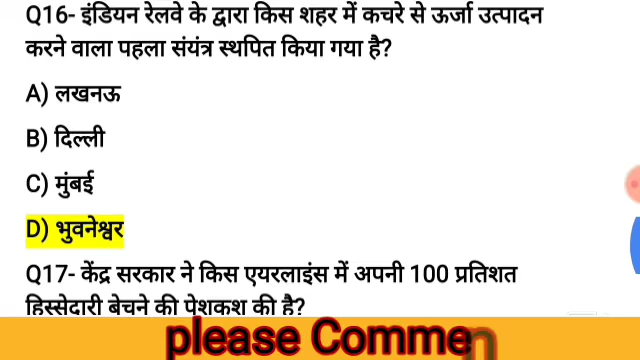 Q16- इंडियन रेलवे के द्वारा किस शहर में कचरे से ऊर्जा उत्पादन
करने वाला पहला संयंत्र स्थापित किया गया है?
A) लखनऊ
B) दिल्ली
C) मुंबई
D) भुवनेश्वर
Q17- केंद्र सरकार ने किस एयरलाइंस में अपनी 100 प्रतिशत
हिस्सेदारी बेचने की पेशकश की है?
please Commen